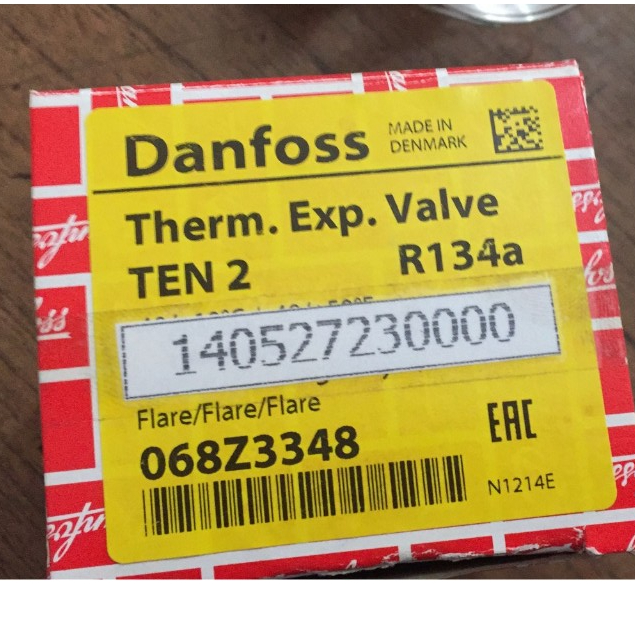 Danfoss
MADE IN
DENMARK
Therm. Exp. Valve
TEN 2
R134a
140527230000
Flare/Flare/Flare
068Z3348
EAC
N1214E